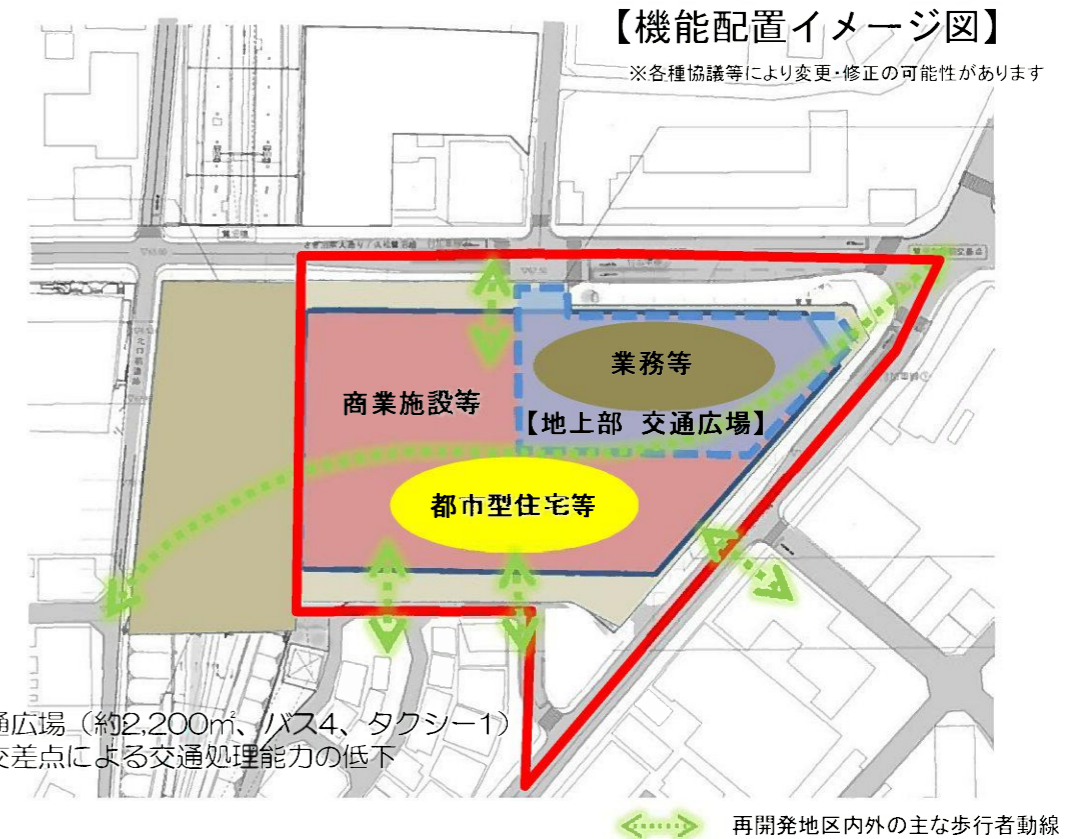 【機能配置イメージ図】
※各種協議等により変更・修正の可能性があります
業務等
商業施設等
【地上部 交通広場】
都市型住宅等
通広場（約2,200㎡、バス4、タクシー1）
交差点による交通処理能力の低下
再開発地区内外の主な歩行者動線